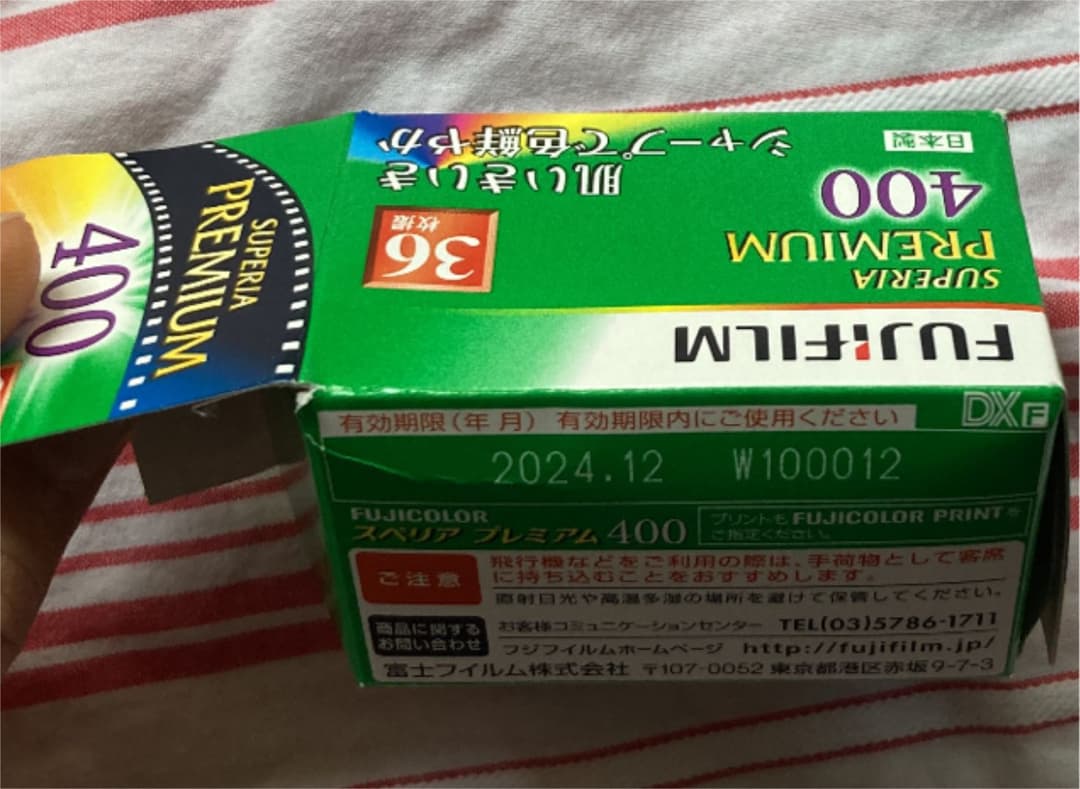 シャープで色鮮やか
肌いきいき
日本製
36
枚撮
400
PREMIUM
SUPERIA
FUJIFILM
SUPERIA
PREMIUM
400
有効期限(年月) 有効期限内にご使用ください
DXF
2024.12 W100012
FUJICOLOR
スペリア プレミアム 400
プリントも FUJICOLOR PRINT を
ご指定ください。
ご注意
飛行機などをご利用の際は、手荷物として客席
に持ち込むことをおすすめします。
直射日光や高温多湿の場所を避けて保管してください。
商品に関する
お問い合わせ
お客様コミュニケーションセンター TEL(03)5786-1711
フジフイルムホームページ http://fujifilm.jp/
富士フイルム株式会社 〒107-0052 東京都港区赤坂9-7-3